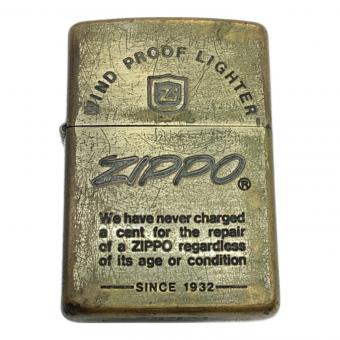 WIND PROOF LIGHTER
Zi
ZIPPO®
We have never charged
a cent for the repair
of a ZIPPO regardless
of its age or condition
SINCE 1932